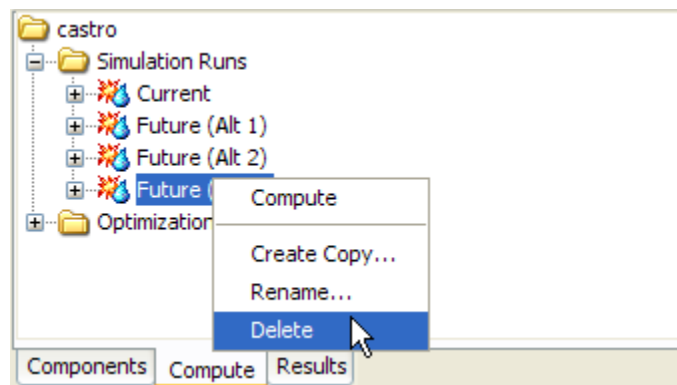 castro
Simulation Runs
Current
Future (Alt 1)
Future (Alt 2)
Future (
Compute
Optimization
Create Copy...
Rename...
Delete
Components Compute Results